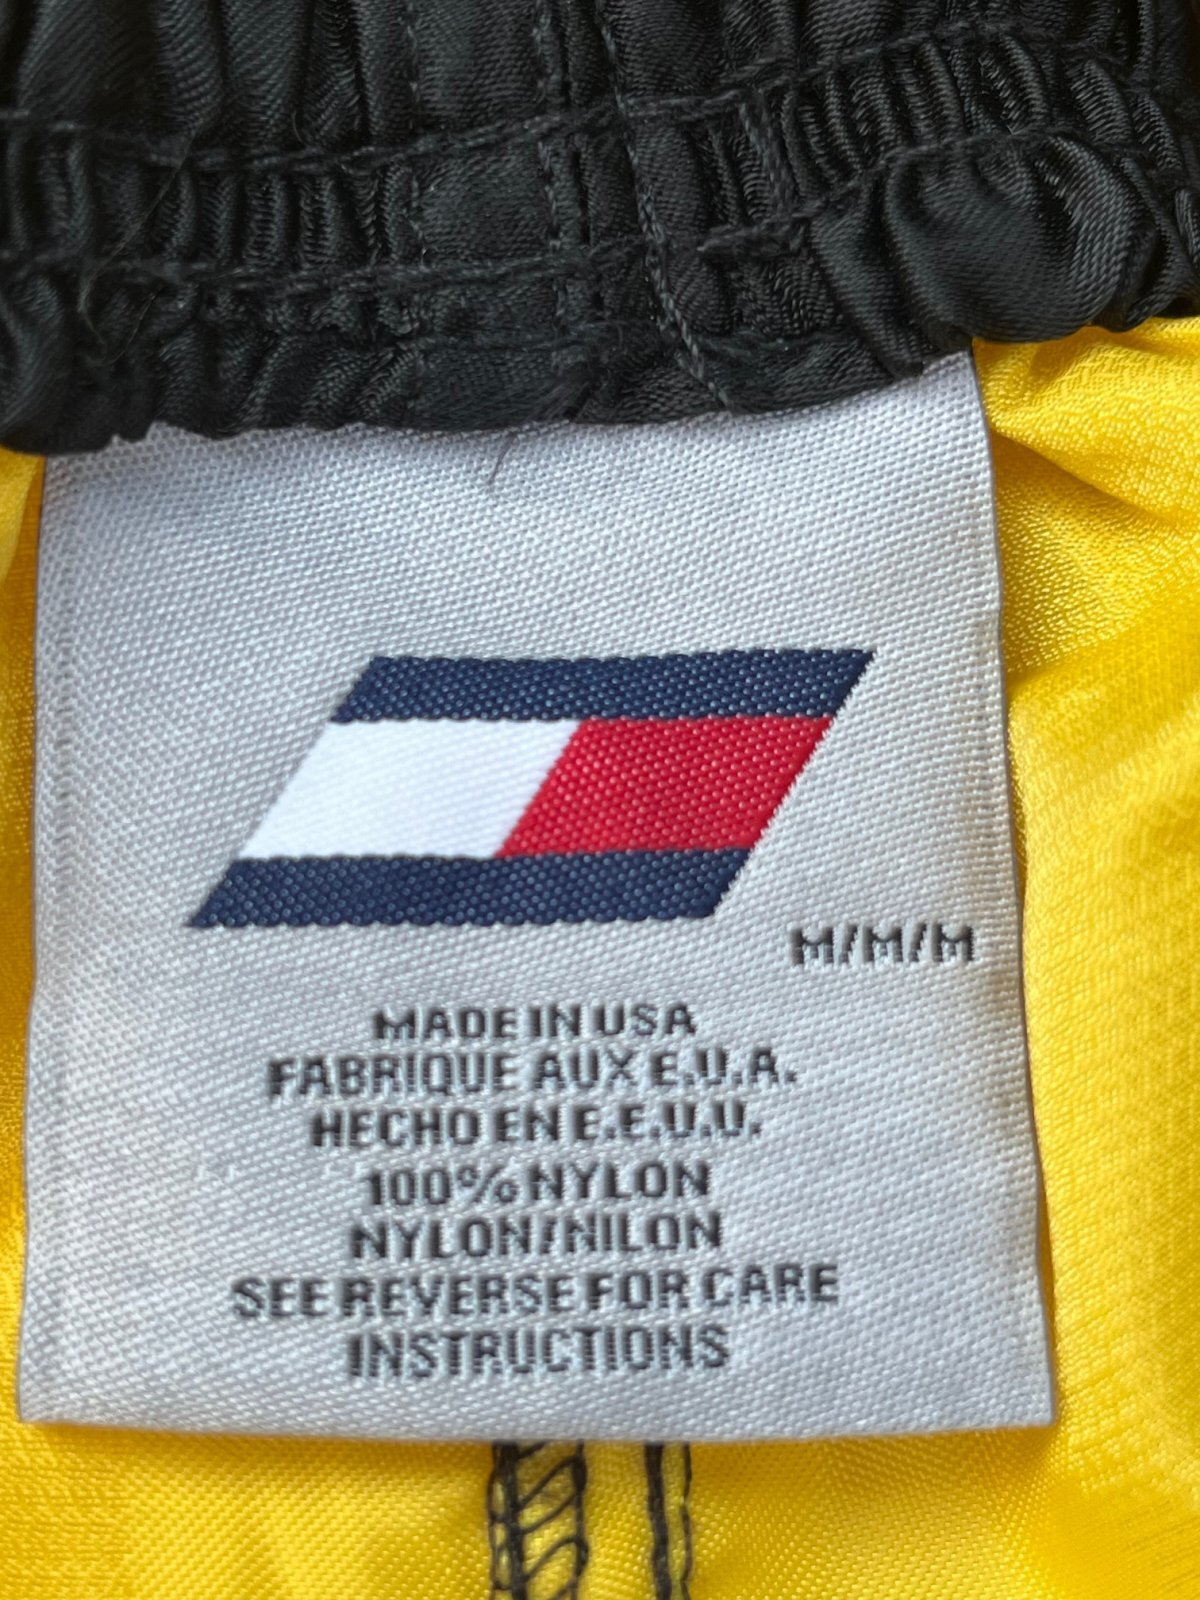 M/M/M
MADE IN USA
FABRIQUE AUX E.U.A.
HECHO EN E.E.U.U.
100% NYLON
NYLON/NILON
SEE REVERSE FOR CARE
INSTRUCTIONS